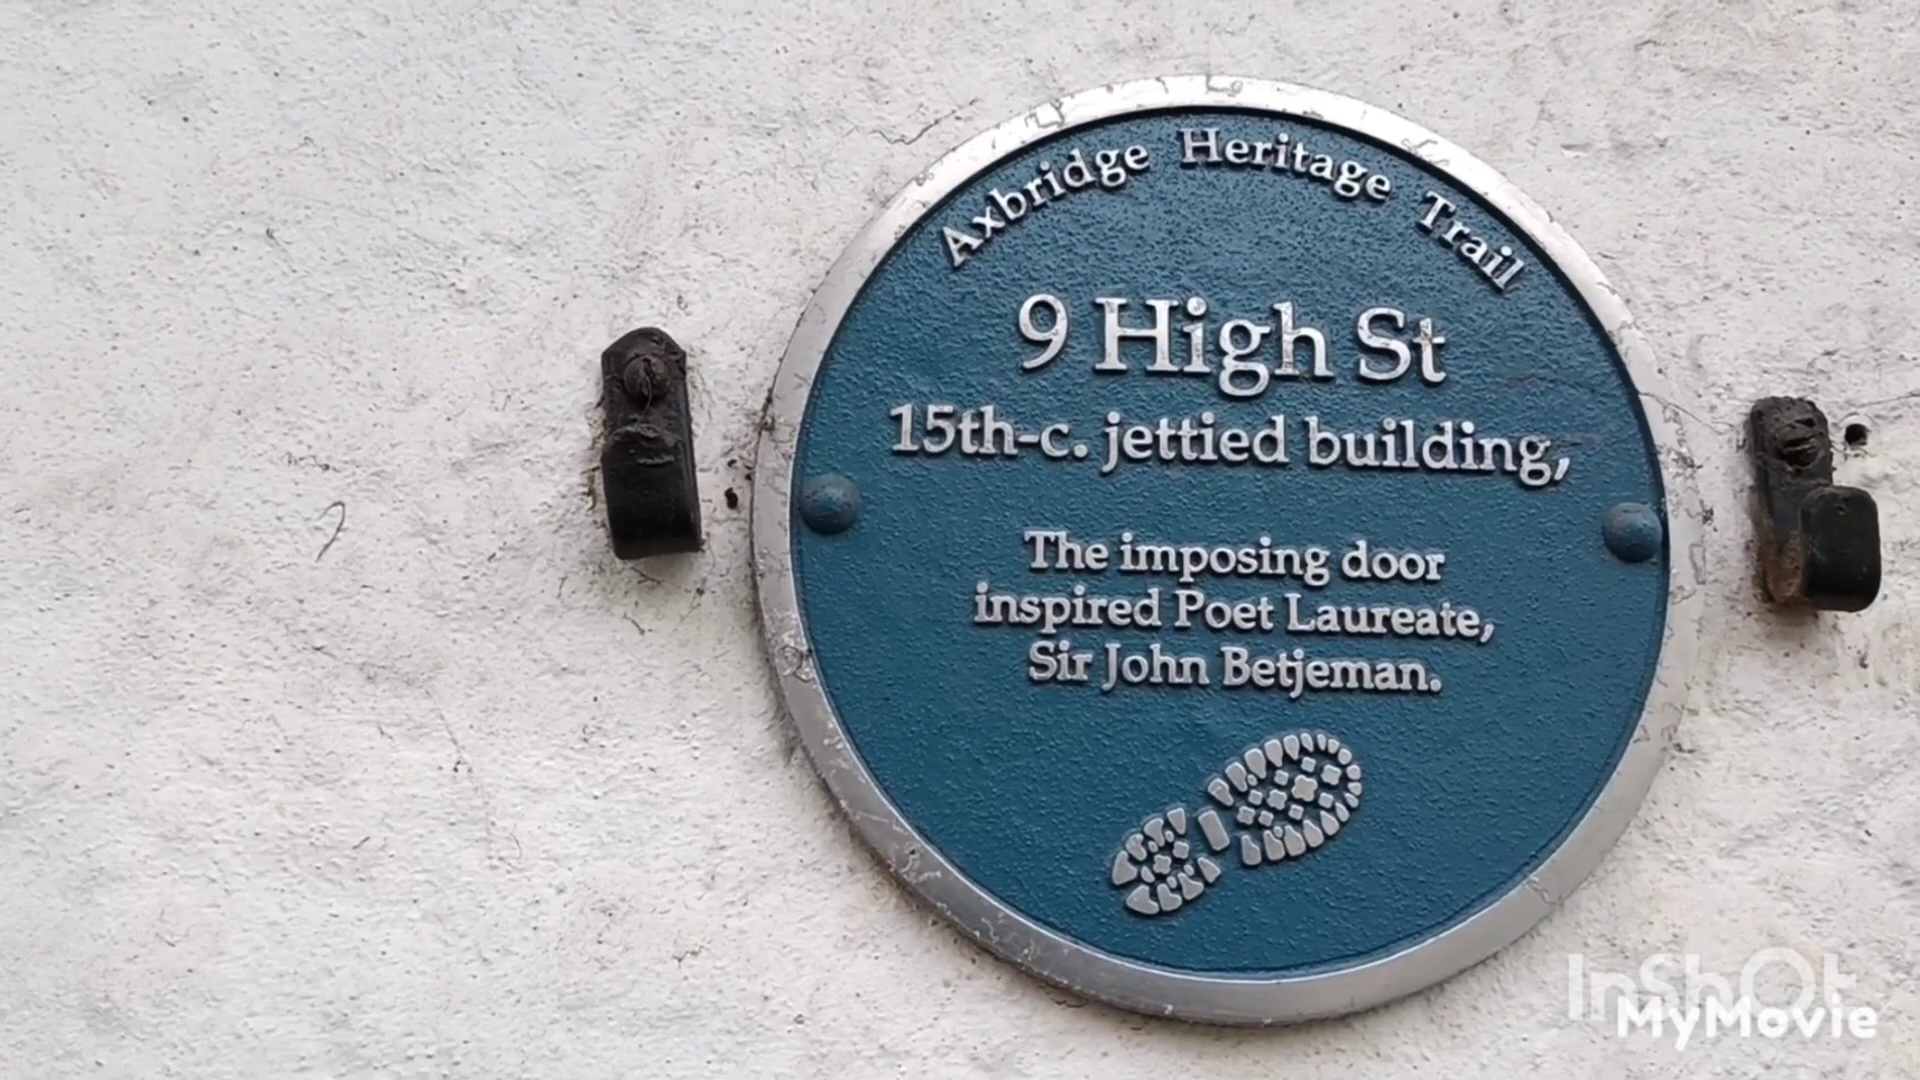 Axbridge Heritage Trail
9 High St
15th-c. jettied building,
The imposing door
inspired Poet Laureate,
Sir John Betjeman.
InShOt
MyMovie